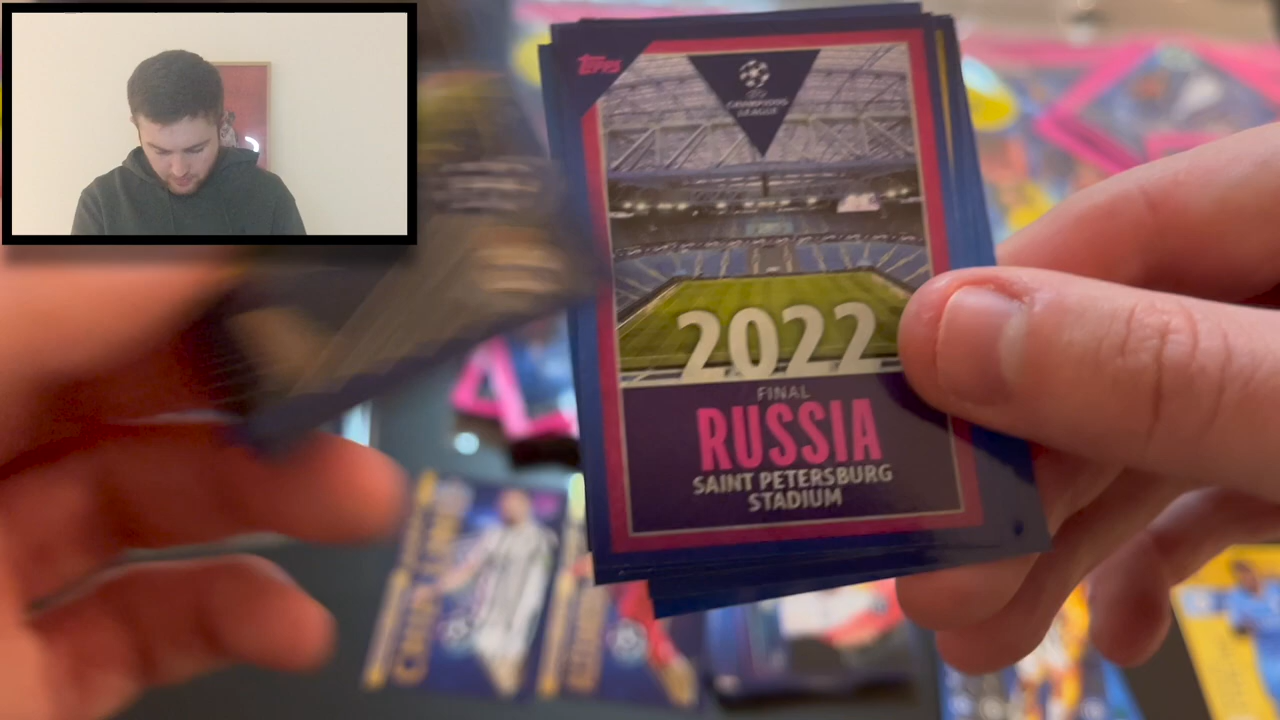 Topps
CHAMPIONS
LEAGUE
2022
FINAL
RUSSIA
SAINT PETERSBURG
STADIUM